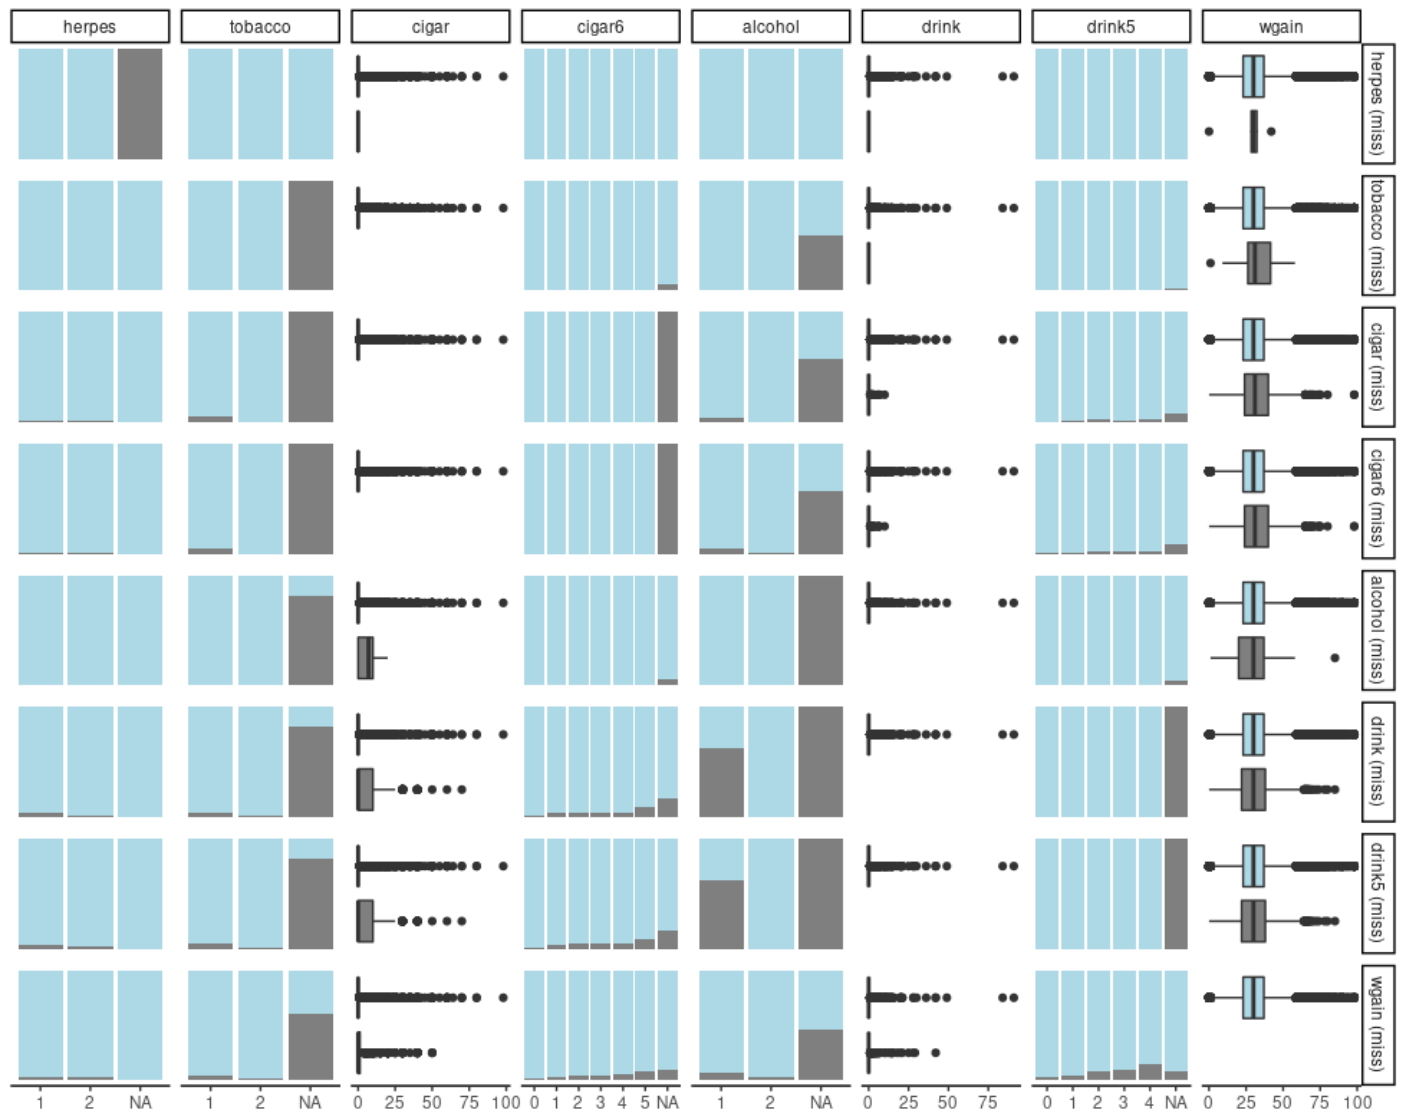 herpes tobacco cigar cigar6 alcohol drink drink5 wgain
herpes (miss)
tobacco (miss)
cigar (miss)
cigar6 (miss)
alcohol (miss)
drink (miss)
drink5 (miss)
wgain (miss)
1 2 NA 1 2 NA 0 25 50 75 100 0 1 2 3 4 5 NA 1 2 NA 0 25 50 75 0 1 2 3 4 NA 0 25 50 75 100